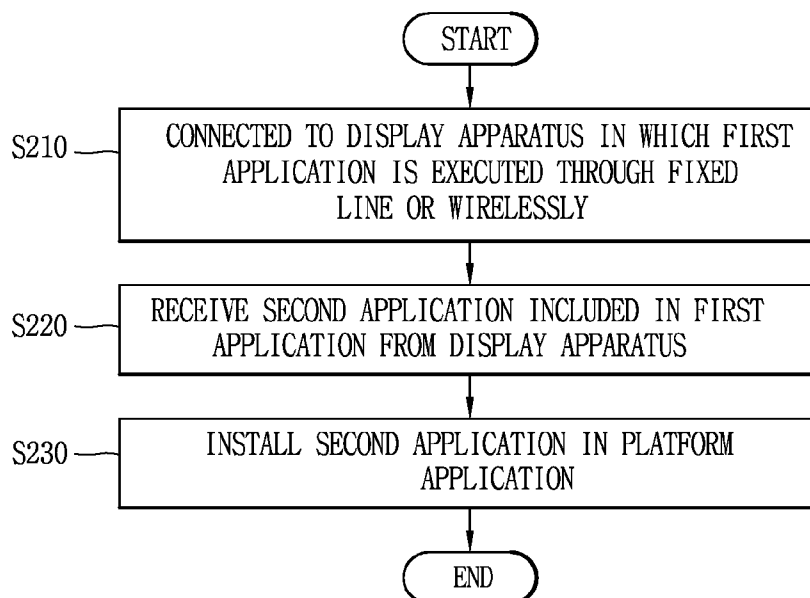 START
S210
CONNECTED TO DISPLAY APPARATUS IN WHICH FIRST
APPLICATION IS EXECUTED THROUGH FIXED
LINE OR WIRELESSLY
S220
RECEIVE SECOND APPLICATION INCLUDED IN FIRST
APPLICATION FROM DISPLAY APPARATUS
S230
INSTALL SECOND APPLICATION IN PLATFORM
APPLICATION
END